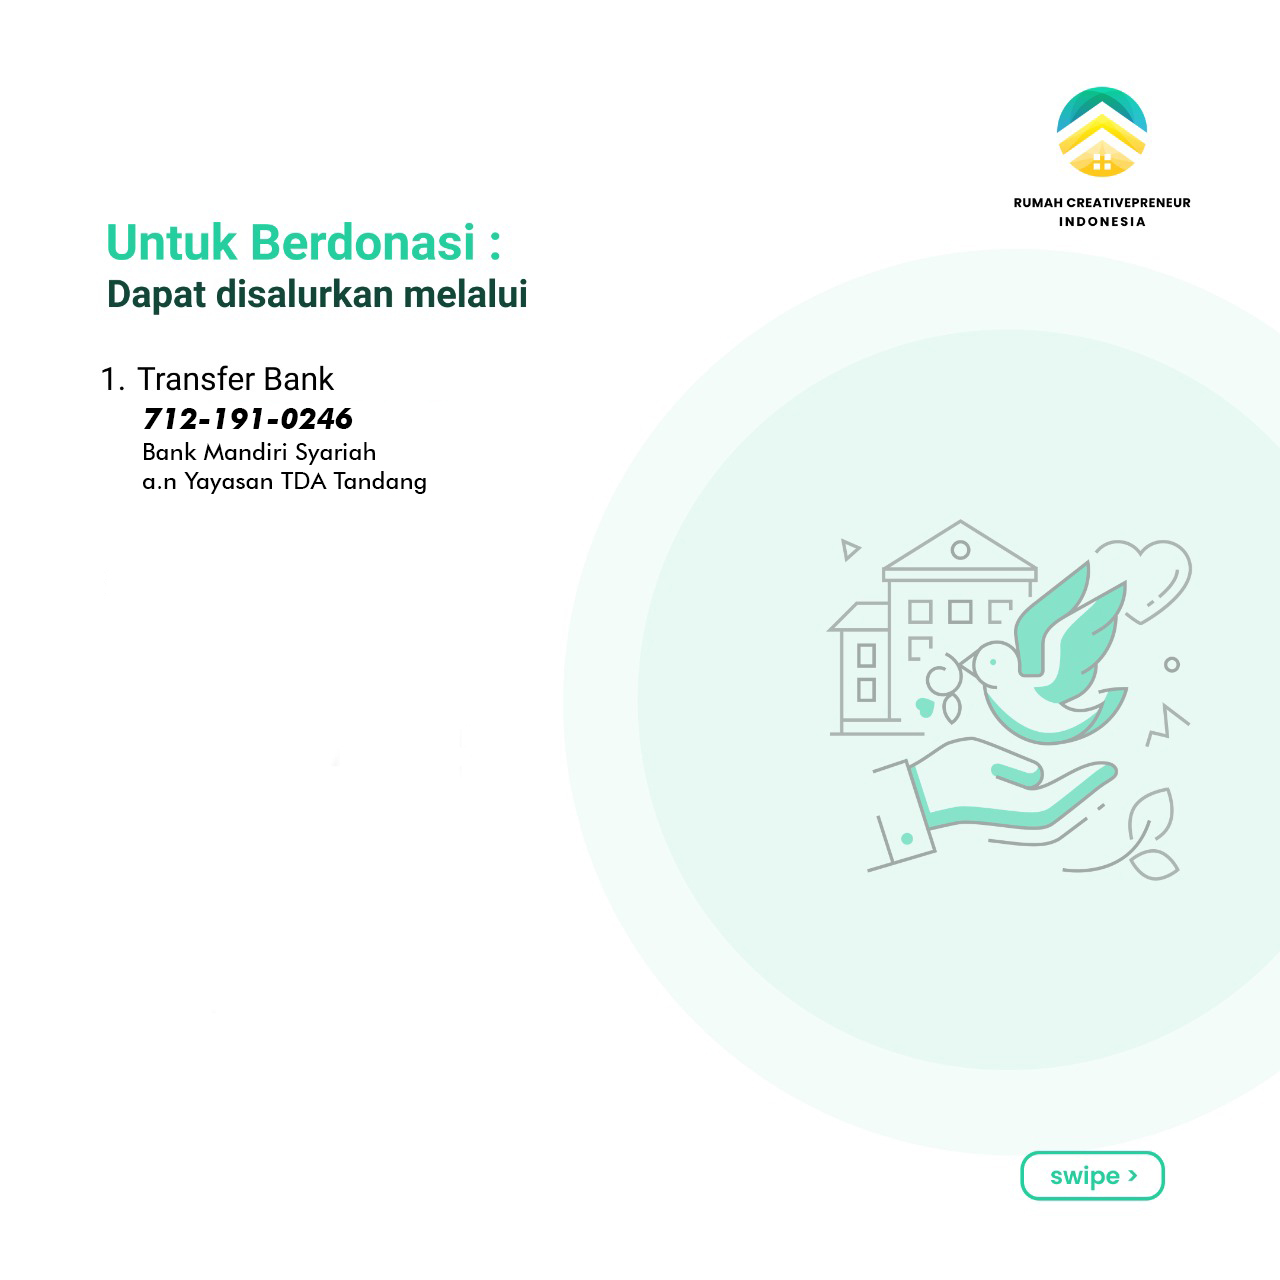 RUMAH CREATIVEPRENEUR
INDONESIA
Untuk Berdonasi :
Dapat disalurkan melalui
1. Transfer Bank
712-191-0246
Bank Mandiri Syariah
a.n Yayasan TDA Tandang
swipe >